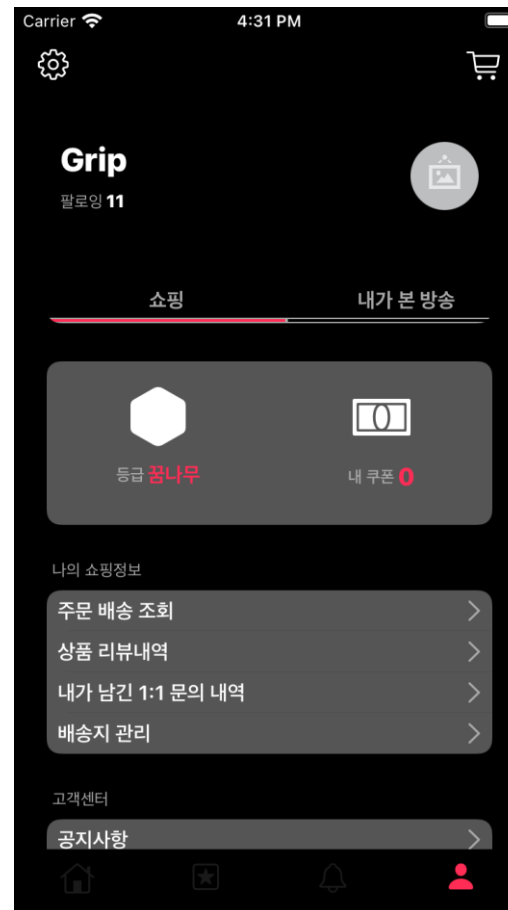 Carrier 4:31 PM
Grip
팔로잉 11
쇼핑 내가 본 방송
등급 꿈나무 내 쿠폰 0
나의 쇼핑정보
주문 배송 조회
상품 리뷰내역
내가 남긴 1:1 문의 내역
배송지 관리
고객센터
공지사항